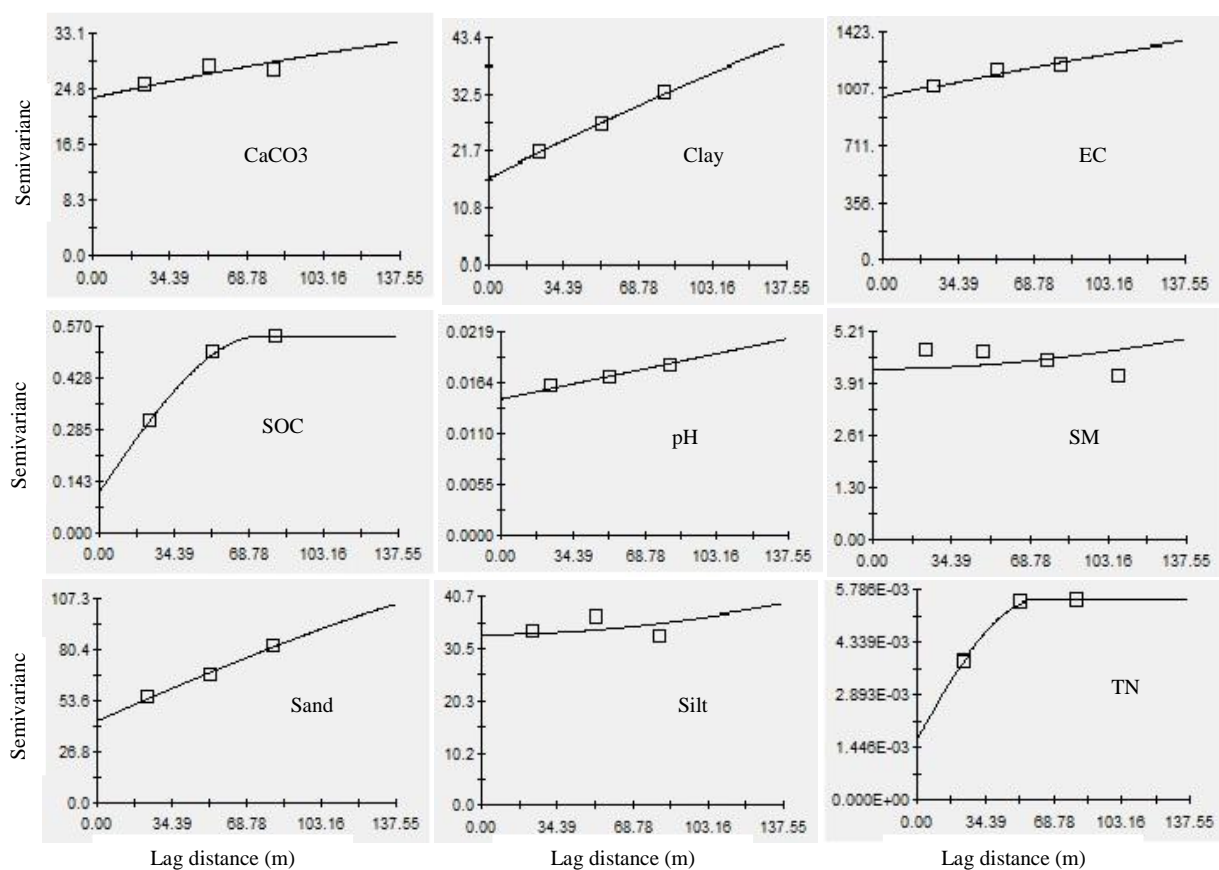 33.1
24.8
16.5
8.3
0.0
0.00 34.39 68.78 103.16 137.55
CaCO3
Semivarianc
43.4
32.5
21.7
10.8
0.0
0.00 34.39 68.78 103.16 137.55
Clay
1423.
1007.
711.
356.
0.
0.00 34.39 68.78 103.16 137.55
EC
0.570
0.428
0.285
0.143
0.000
0.00 34.39 68.78 103.16 137.55
SOC
Semivarianc
0.0219
0.0164
0.0110
0.0055
0.0000
0.00 34.39 68.78 103.16 137.55
pH
5.21
3.91
2.61
1.30
0.00
0.00 34.39 68.78 103.16 137.55
SM
107.3
80.4
53.6
26.8
0.0
0.00 34.39 68.78 103.16 137.55
Sand
Semivarianc
Lag distance (m)
40.7
30.5
20.3
10.2
0.0
0.00 34.39 68.78 103.16 137.55
Silt
5.786E-03
4.339E-03
2.893E-03
1.446E-03
0.000E+00
0.00 34.39 68.78 103.16 137.55
TN
Lag distance (m)